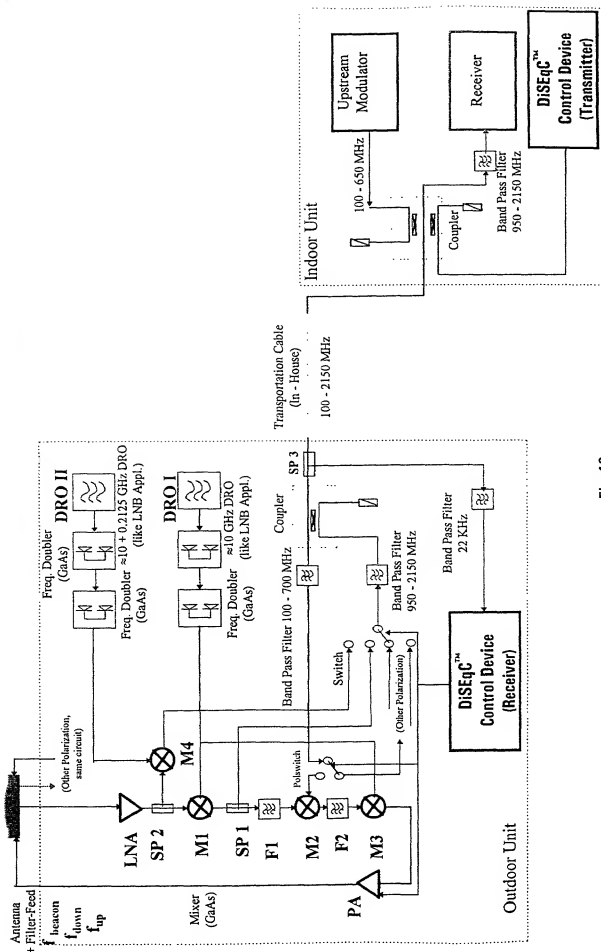 Antenna
+ Filter-Feed
f beacon
f down
f up
(Other Polarization,
same circuit)
LNA
SP 2
M4
M1
SP 1
F1
M2
F2
M3
Mixer
(GaAs)
PA
Outdoor Unit
Freq. Doubler
(GaAs)
DRO II
Freq. Doubler ≈10 + 0.2125 GHz DRO
(GaAs)
(like LNB Appl.)
DRO I
≈10 GHz DRO
(like LNB Appl.)
Freq. Doubler
(GaAs)
Band Pass Filter 100 - 700 MHz
Coupler
SP 3
Switch
Polswitch
(Other Polarization)
Band Pass Filter
950 - 2150 MHz
Band Pass Filter
22 KHz
DiSEqC™
Control Device
(Receiver)
Transportation Cable
(In - House)
100 - 2150 MHz
Indoor Unit
Upstream
Modulator
100 - 650 MHz
Coupler
Receiver
Band Pass Filter
950 - 2150 MHz
DiSEqC™
Control Device
(Transmitter)